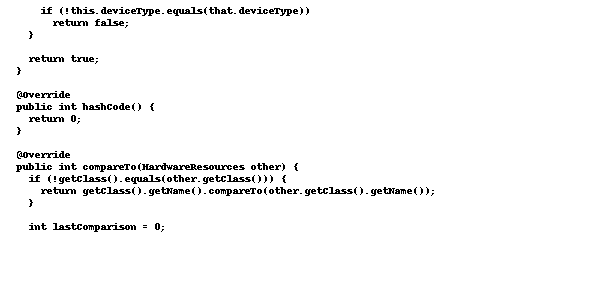 if (!this.deviceType.equals(that.deviceType))
return false;
}
return true;
}
@Override
public int hashCode() {
return 0;
}
@Override
public int compareTo(HardwareResources other) {
if (!getClass().equals(other.getClass())) {
return getClass().getName().compareTo(other.getClass().getName());
}
int lastComparison = 0;